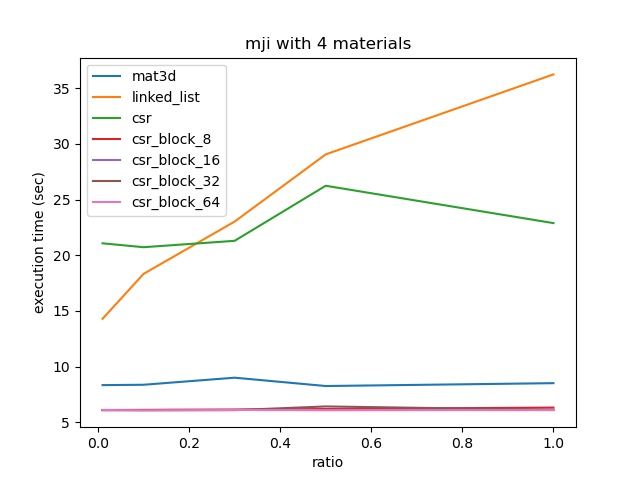 mji with 4 materials
mat3d
linked_list
csr
csr_block_8
csr_block_16
csr_block_32
csr_block_64
execution time (sec)
35
30
25
20
15
10
5
0.0 0.2 0.4 0.6 0.8 1.0
ratio